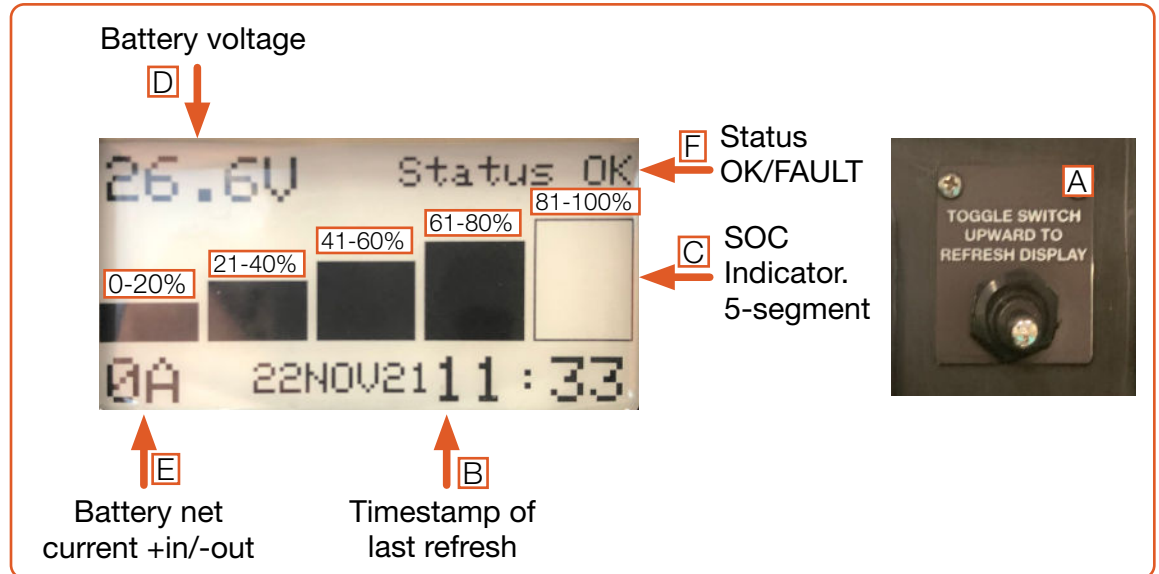 Battery voltage
D
26.6V
Status OK
F
Status
OK/FAULT
A
TOGGLE SWITCH
UPWARD TO
REFRESH DISPLAY
81-100%
61-80%
41-60%
21-40%
0-20%
C
SOC
Indicator.
5-segment
0A
22NOV21
11:33
E
Battery net
current +in/-out
B
Timestamp of
last refresh